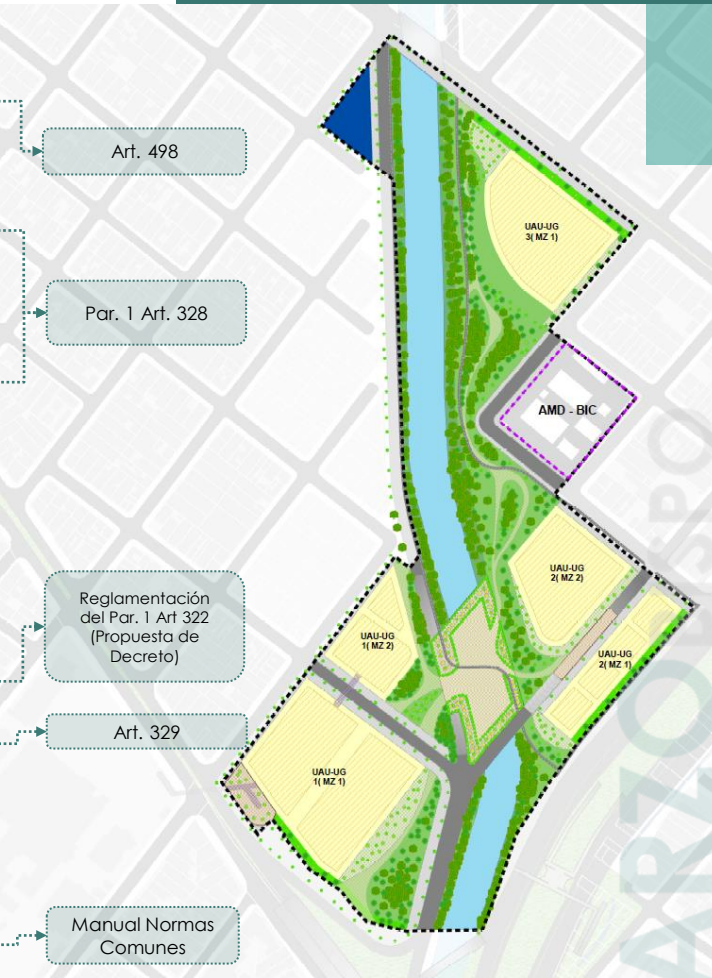 Art. 498
Par. 1 Art. 328
Reglamentación
del Par. 1 Art 322
(Propuesta de
Decreto)
Art. 329
Manual Normas
Comunes
UAU-UG
3( MZ 1)
AMD - BIC
UAU-UG
2( MZ 2)
UAU-UG
1( MZ 2)
UAU-UG
2( MZ 1)
UAU-UG
1( MZ 1)
ARZOBISPO